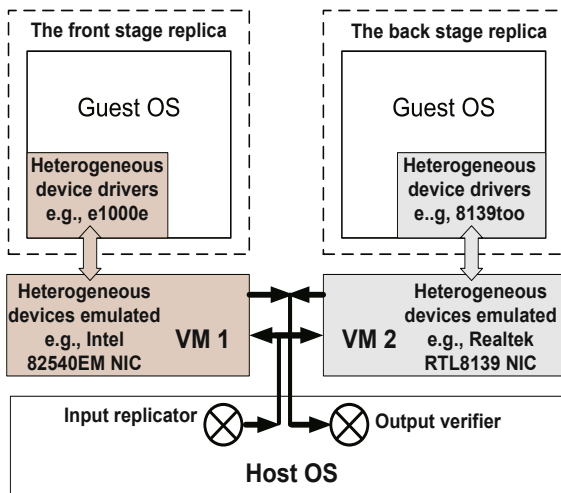 The front stage replica
Guest OS
Heterogeneous
device drivers
e.g., e1000e
The back stage replica
Guest OS
Heterogeneous
device drivers
e..g, 8139too
Heterogeneous
devices emulated
e.g., Intel
82540EM NIC
VM 1
VM 2
Heterogeneous
devices emulated
e.g., Realtek
RTL8139 NIC
Input replicator
Output verifier
Host OS